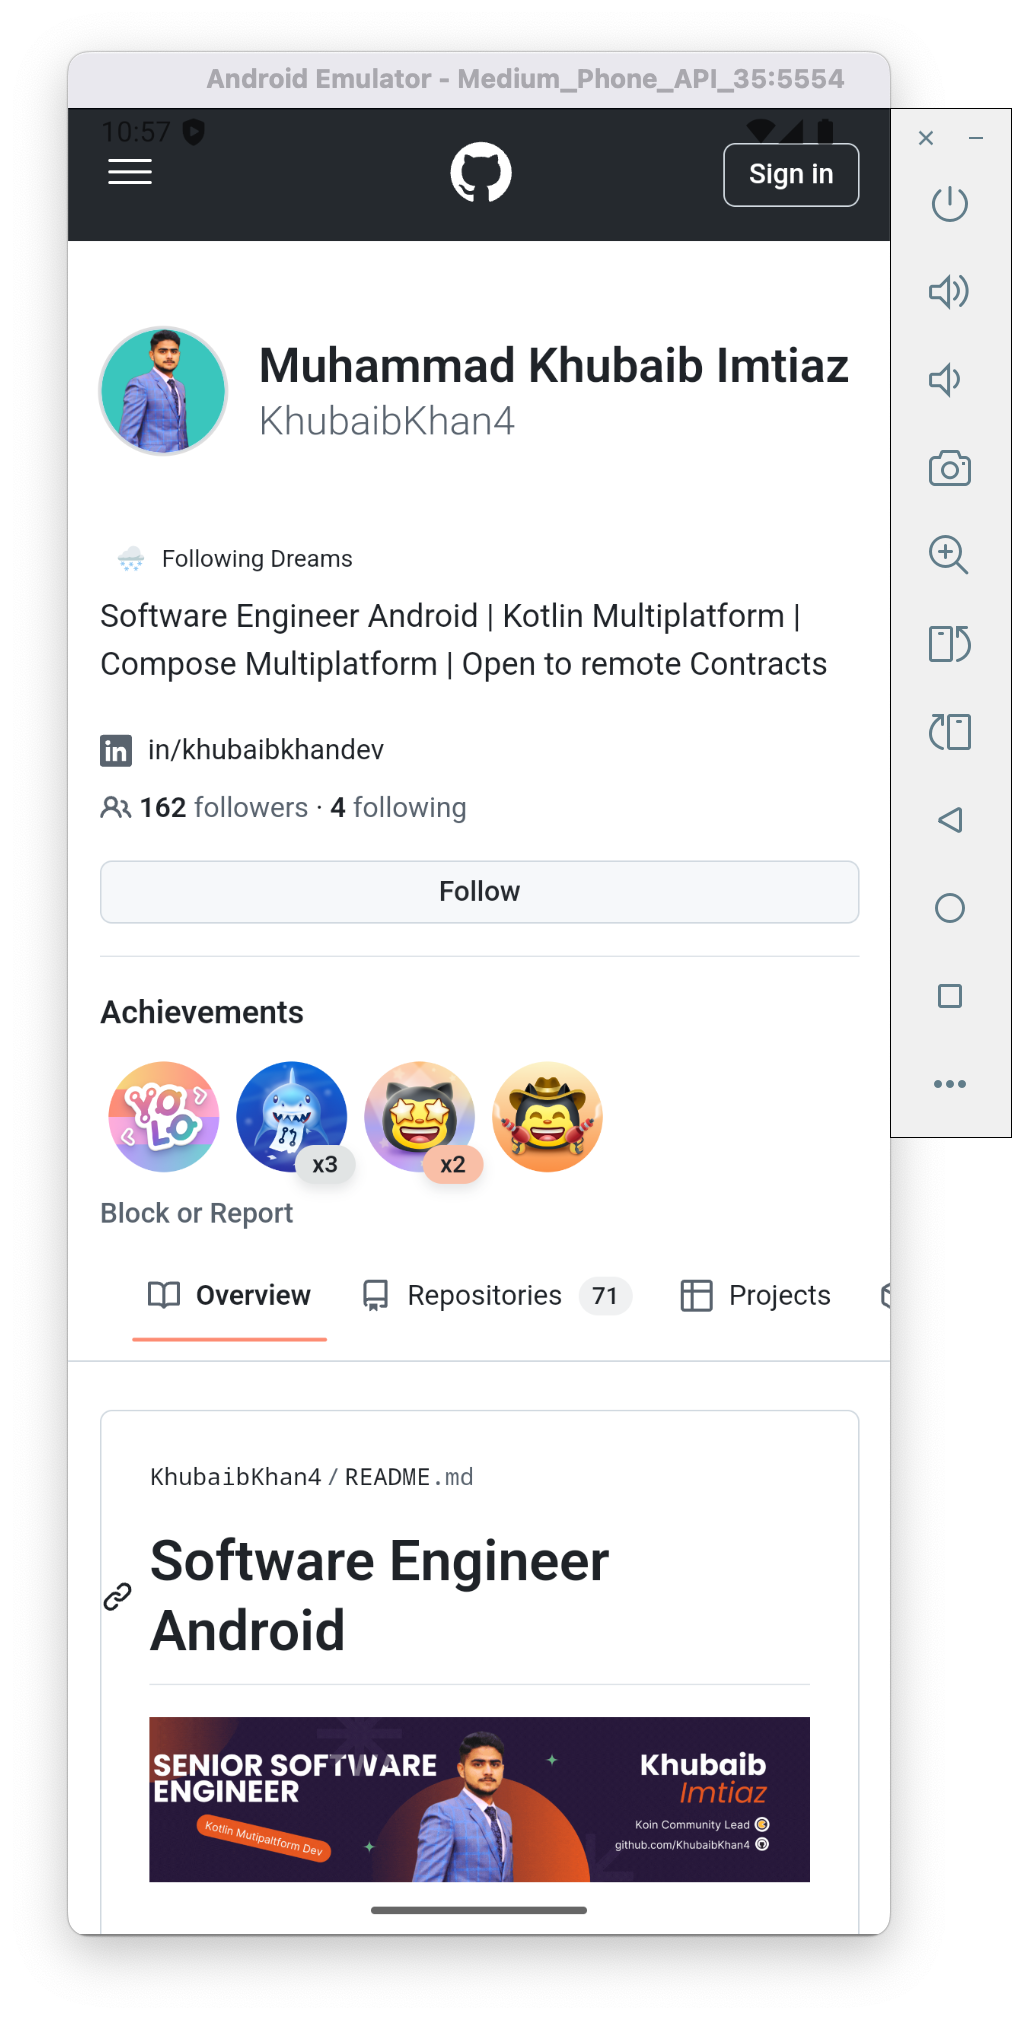 Android Emulator - Medium_Phone_API_35:5554
10:57
Sign in
Muhammad Khubaib Imtiaz
KhubaibKhan4
Following Dreams
Software Engineer Android | Kotlin Multiplatform |
Compose Multiplatform | Open to remote Contracts
in/khubaibkhandev
162 followers · 4 following
Follow
Achievements
YOLO
x3
x2
Block or Report
Overview
Repositories 71
Projects
KhubaibKhan4 / README.md
Software Engineer
Android
SENIOR SOFTWARE
ENGINEER
Kotlin Mutipaltform Dev
Khubaib
Imtiaz
Koin Community Lead
github.com/KhubaibKhan4